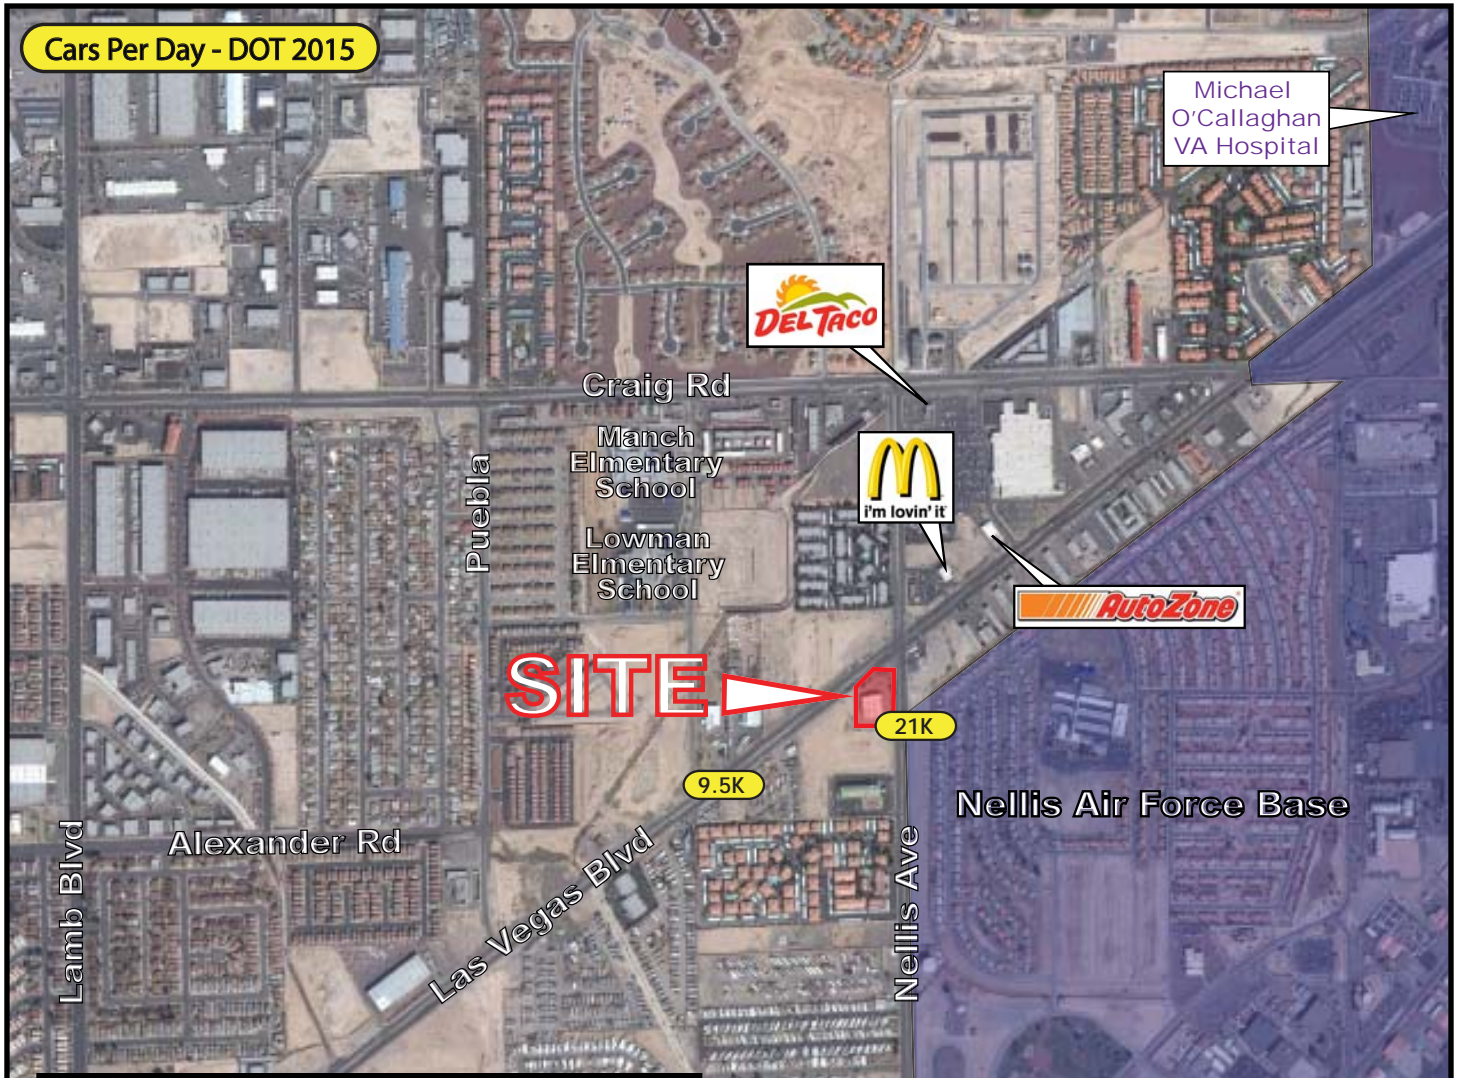 Cars Per Day - DOT 2015
Michael
O'Callaghan
VA Hospital
DEL TACO
Craig Rd
Manch
Elmentary
School
Puebla
i'm lovin' it
Lowman
Elmentary
School
AutoZone
SITE
21K
9.5K
Nellis Air Force Base
Alexander Rd
Lamb Blvd
Las Vegas Blvd
Nellis Ave